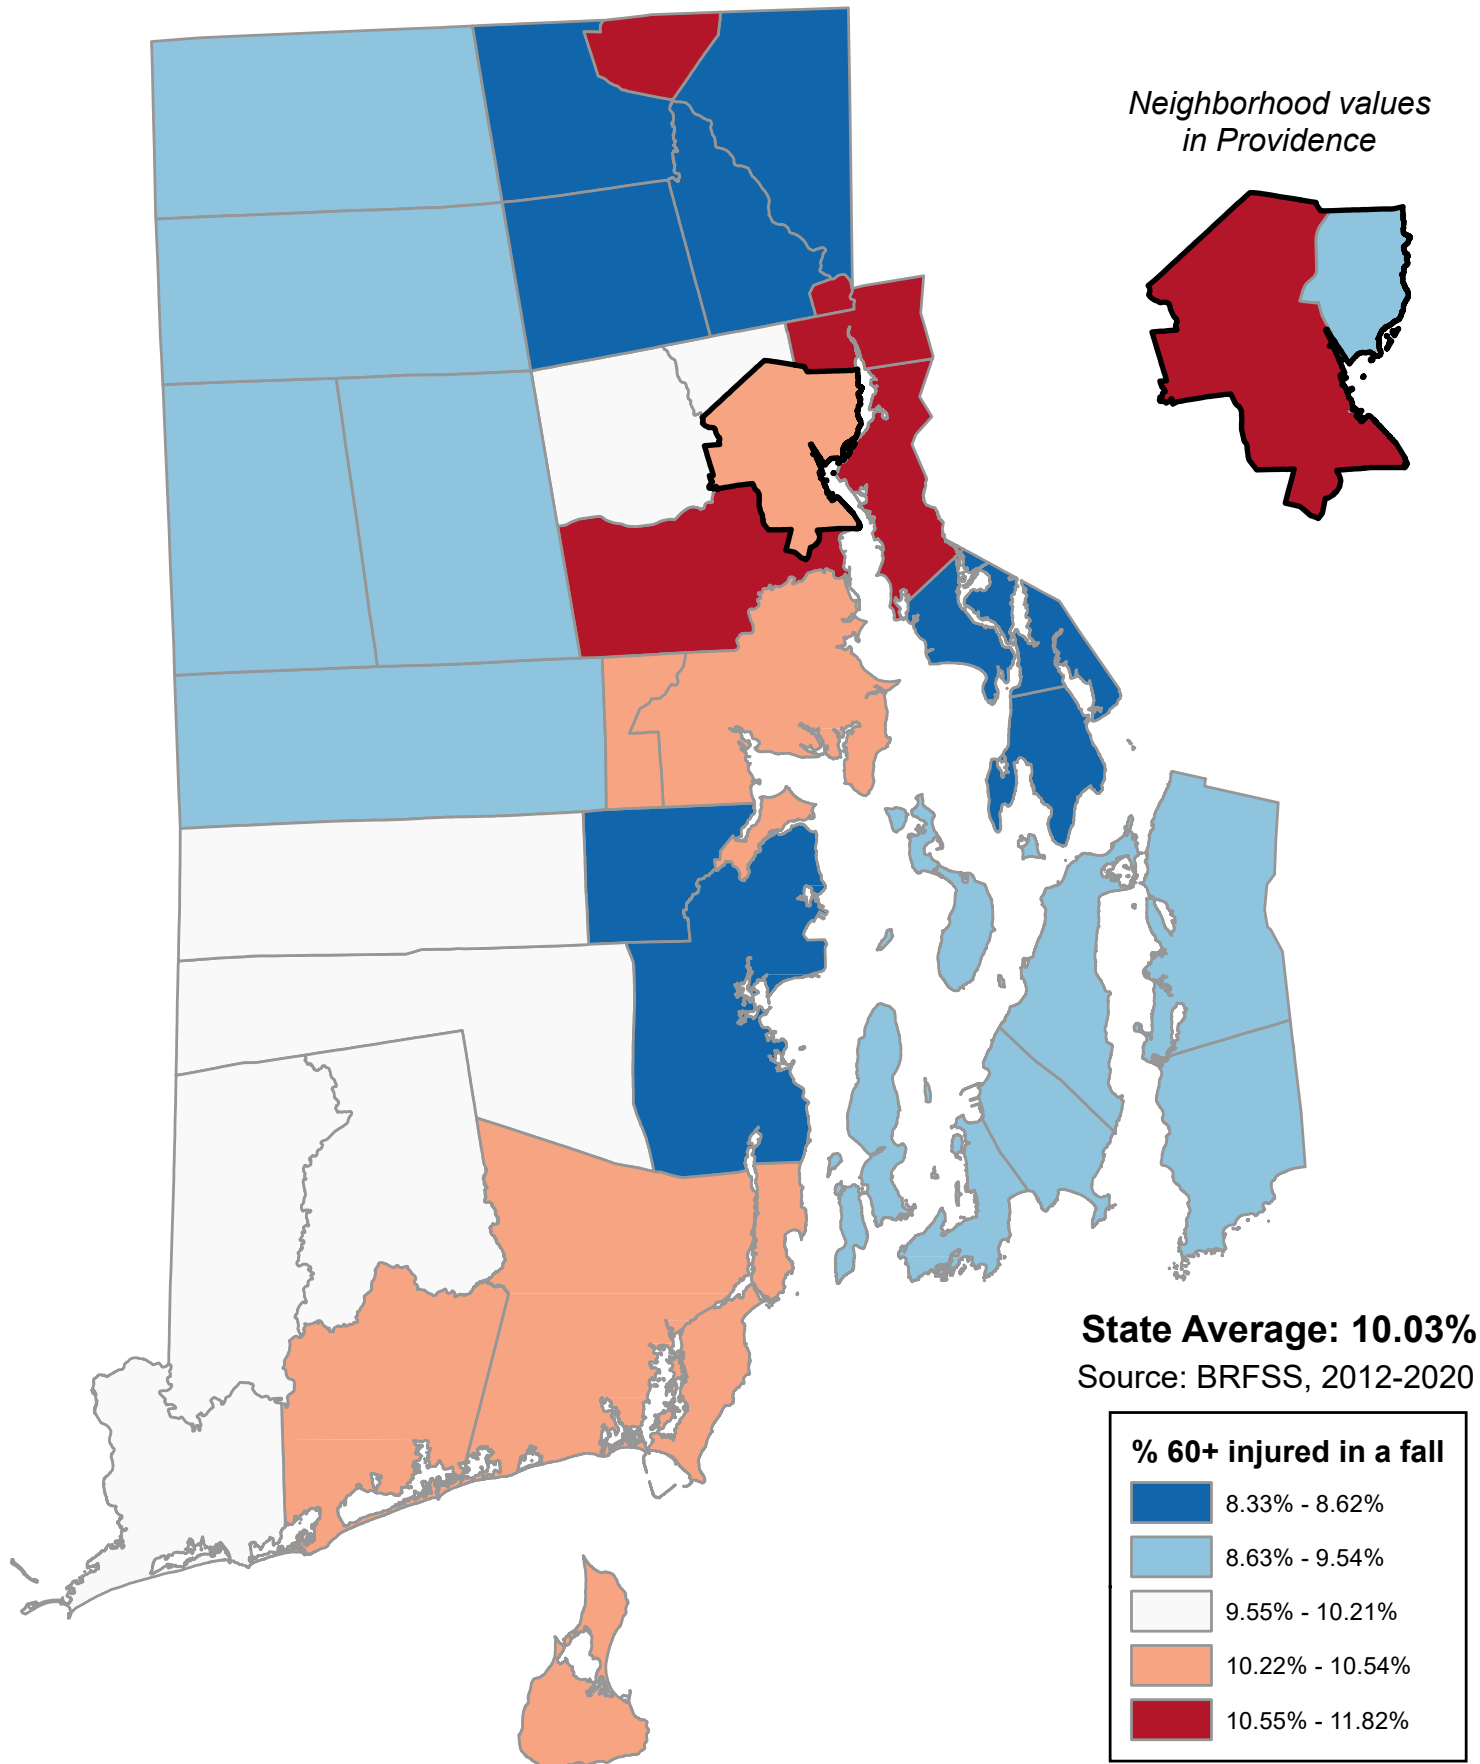 Neighborhood values
in Providence
State Average: 10.03%
Source: BRFSS, 2012-2020
% 60+ injured in a fall
8.33% - 8.62%
8.63% - 9.54%
9.55% - 10.21%
10.22% - 10.54%
10.55% - 11.82%